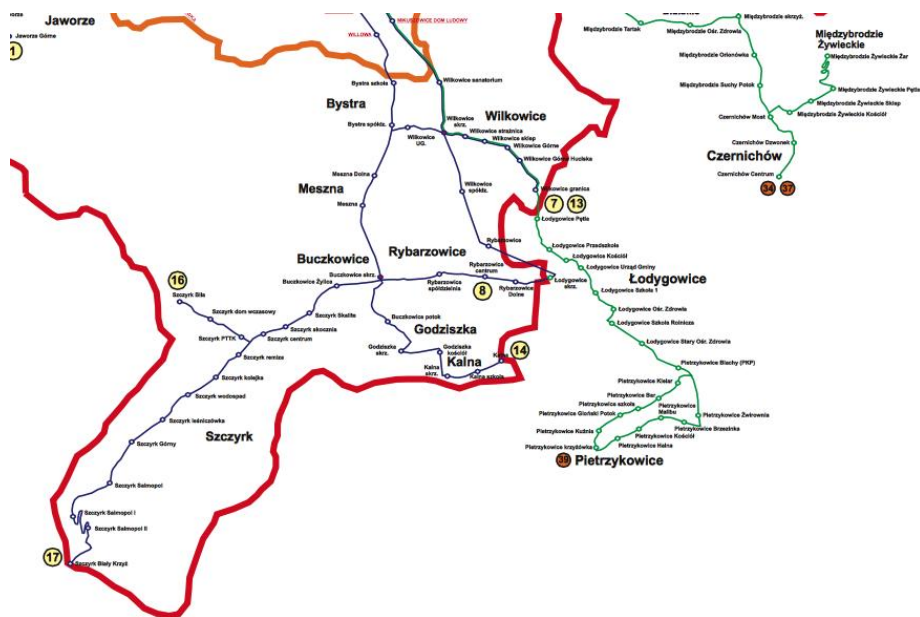 Jaworze
Jaworze Górne
1
MIKUSZOWICE DOM LUDOWY
Bystra szkoła
Bystra
Bystra spółdz.
Wilkowice sanatorium
Wilkowice
Wilkowice
skrz.
Wilkowice strażnica
Wilkowice sklep
Wilkowice Górne
Wilkowice Górne Huciska
Wilkowice
UG.
Wilkowice granica
7
13
Wilkowice
spółdz.
Meszna Dolna
Meszna
Meszna
Międzybrodzie skrzyż.
Międzybrodzie Ośr. Zdrowia
Międzybrodzie Tartak
Międzybrodzie
Żywieckie
Międzybrodzie Gronówka
Międzybrodzie Żywieckie Żar
Międzybrodzie Suchy Potok
Międzybrodzie Żywieckie Pętla
Międzybrodzie Żywieckie Sklep
Międzybrodzie Żywieckie Kościół
Czernichów Most
Czernichów Dzwonek
Czernichów
Czernichów Centrum
34
37
Łodygowice Pętla
Łodygowice Przedszkole
Łodygowice Kościół
Łodygowice Urząd Gminy
Łodygowice
Łodygowice
skrz.
Łodygowice Szkoła 1
Łodygowice Ośr. Zdrowia
Łodygowice Szkoła Rolnicza
Łodygowice Stary Ośr. Zdrowia
Rybarzowice
Rybarzowice
Rybarzowice
centrum
Rybarzowice
spółdzielnia
8
Rybarzowice
Dolne
Buczkowice
Buczkowice skrz.
Buczkowice Żylica
Buczkowice potok
Godziszka
Godziszka
skrz.
Godziszka
kościół
Kalna
Kalna
14
Kalna
skrz.
Kalna szkoła
16
Szczyrk Biła
Szczyrk dom wczasowy
Szczyrk PTTK
Szczyrk Skalite
Szczyrk skocznia
Szczyrk centrum
Szczyrk remiza
Szczyrk kolejka
Szczyrk wodospad
Szczyrk leśniczówka
Szczyrk
Szczyrk Górny
Szczyrk Salmopol
Szczyrk Salmopol I
Szczyrk Salmopol II
17
Szczyrk Biały Krzyż
Pietrzykowice Blachy (PKP)
Pietrzykowice Kielar
Pietrzykowice Bar
Pietrzykowice szkoła
Pietrzykowice Gioński Potok
Pietrzykowice Kuźnia
Pietrzykowice krzyżówka
Pietrzykowice
Malibu
Pietrzykowice Żwirownia
Pietrzykowice Brzezinka
Pietrzykowice Kościół
Pietrzykowice Halna
39
Pietrzykowice